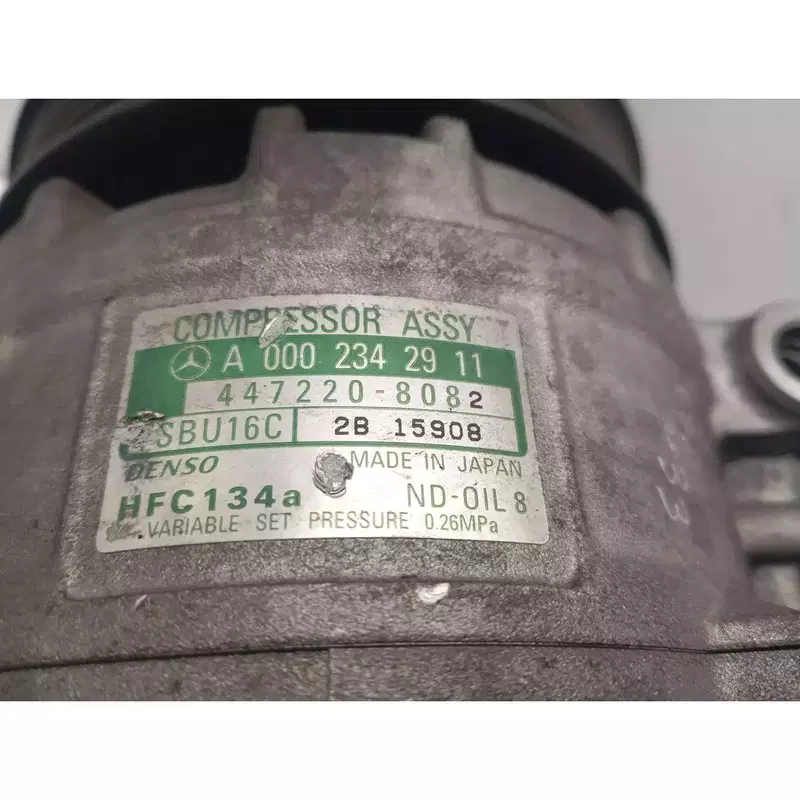 COMPRESSOR ASSY
A 000 234 29 11
447220-8082
SBU16C 2B 15908
DENSO MADE IN JAPAN
HFC134a ND-OIL 8
VARIABLE SET PRESSURE 0.26MPa